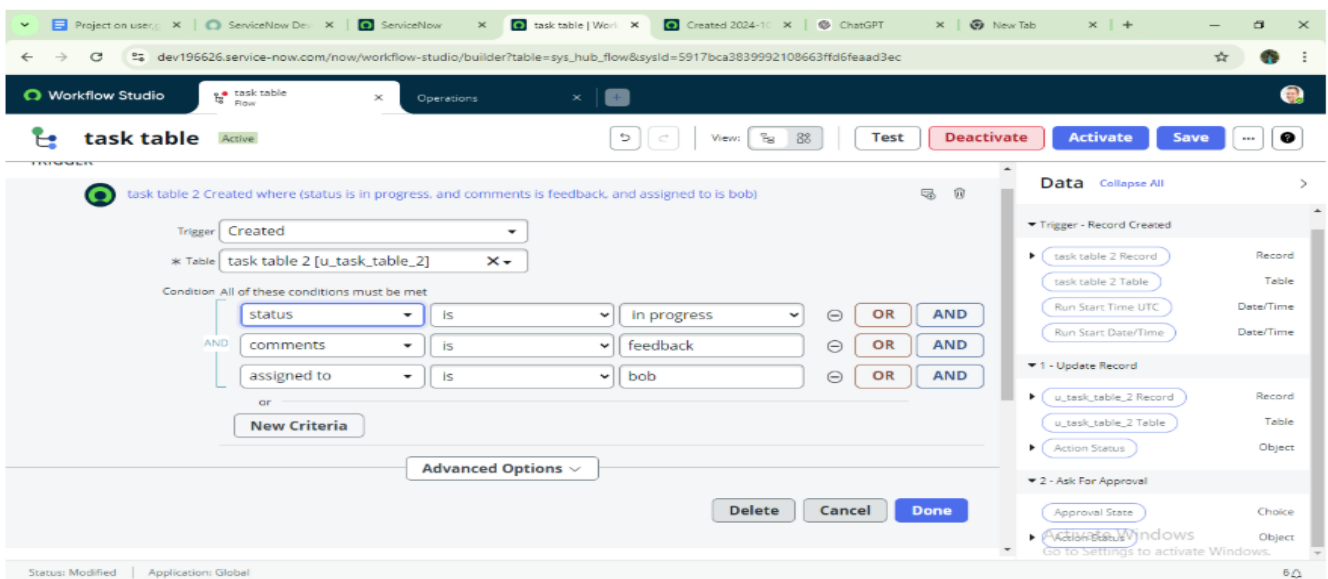 Project on user,g
ServiceNow Dev
ServiceNow
task table | Work
Created 2024-10
ChatGPT
New Tab
dev196626.service-now.com/now/workflow-studio/builder?table=sys_hub_flow&sysId=5917bca3839992108663ffd6feaad3ec
Workflow Studio
task table
Flow
Operations
task table
Active
View:
Test
Deactivate
Activate
Save
TRIGGER
task table 2 Created where (status is in progress, and comments is feedback, and assigned to is bob)
Trigger
Created
* Table
task table 2 [u_task_table_2]
Condition
All of these conditions must be met
status
is
in progress
OR
AND
AND
comments
is
feedback
OR
AND
assigned to
is
bob
OR
AND
or
New Criteria
Advanced Options
Delete
Cancel
Done
Data
Collapse All
Trigger - Record Created
task table 2 Record
Record
task table 2 Table
Table
Run Start Time UTC
Date/Time
Run Start Date/Time
Date/Time
1 - Update Record
u_task_table_2 Record
Record
u_task_table_2 Table
Table
Action Status
Object
2 - Ask For Approval
Approval State
Choice
Action Status
Object
Activate Windows
Go to Settings to activate Windows.
Status: Modified
Application: Global
6